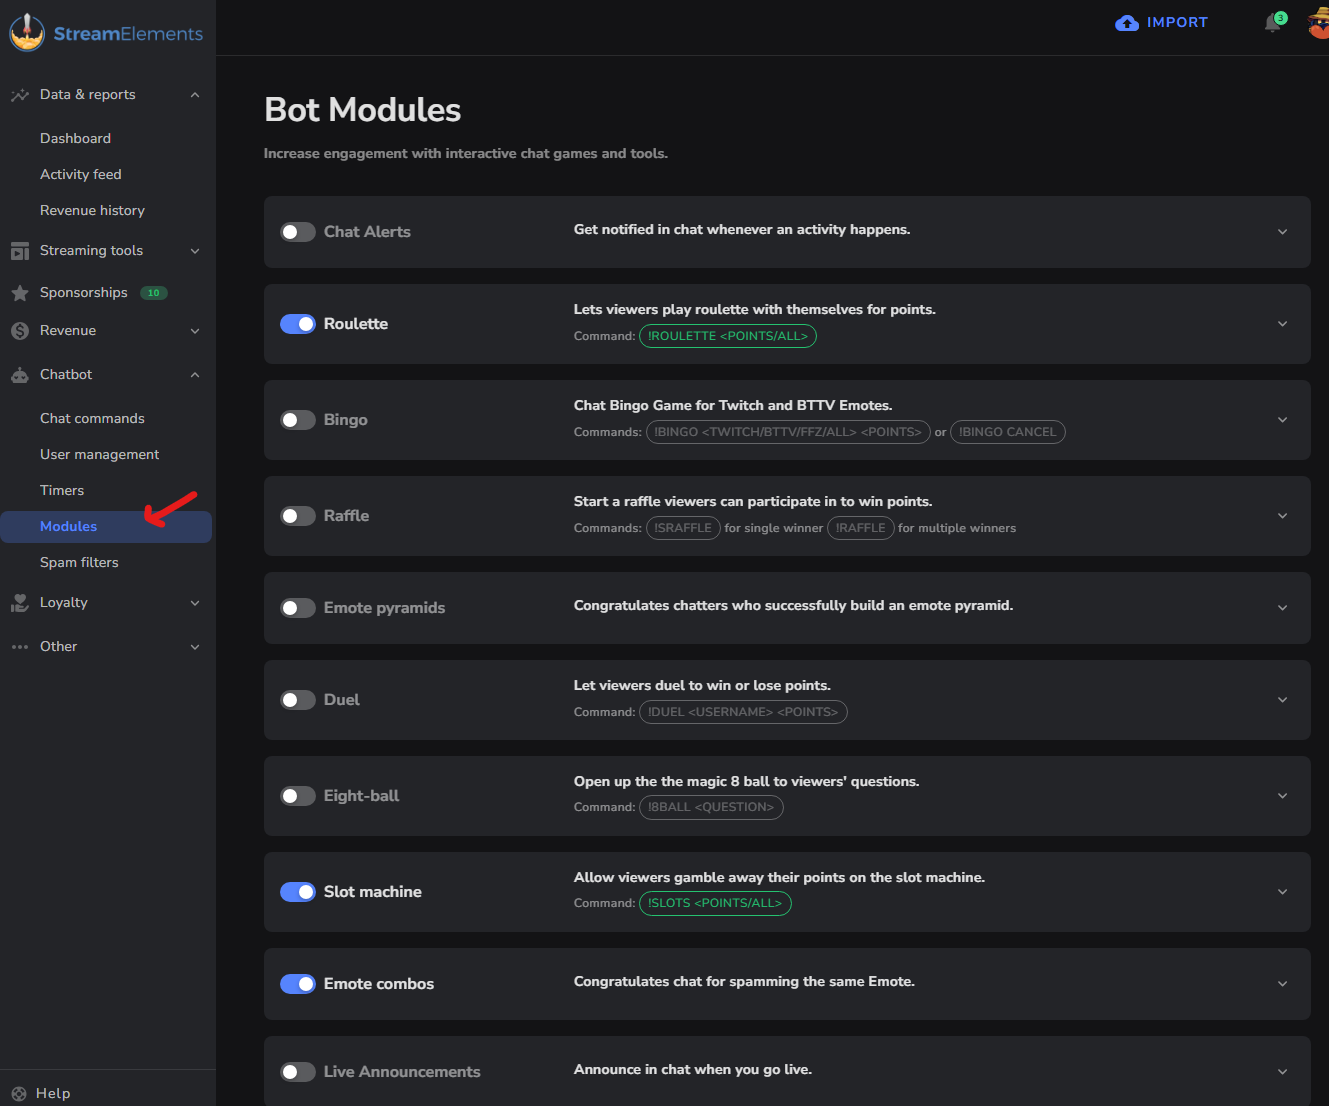 StreamElements
IMPORT
3
Data & reports
Dashboard
Activity feed
Revenue history
Streaming tools
Sponsorships 10
Revenue
Chatbot
Chat commands
User management
Timers
Modules
Spam filters
Loyalty
Other
Help
Bot Modules
Increase engagement with interactive chat games and tools.
Chat Alerts
Get notified in chat whenever an activity happens.
Roulette
Lets viewers play roulette with themselves for points.
Command: !ROULETTE <POINTS/ALL>
Bingo
Chat Bingo Game for Twitch and BTTV Emotes.
Commands: !BINGO <TWITCH/BTTV/FFZ/ALL> <POINTS> or !BINGO CANCEL
Raffle
Start a raffle viewers can participate in to win points.
Commands: !SRAFFLE for single winner !RAFFLE for multiple winners
Emote pyramids
Congratulates chatters who successfully build an emote pyramid.
Duel
Let viewers duel to win or lose points.
Command: !DUEL <USERNAME> <POINTS>
Eight-ball
Open up the the magic 8 ball to viewers' questions.
Command: !8BALL <QUESTION>
Slot machine
Allow viewers gamble away their points on the slot machine.
Command: !SLOTS <POINTS/ALL>
Emote combos
Congratulates chat for spamming the same Emote.
Live Announcements
Announce in chat when you go live.